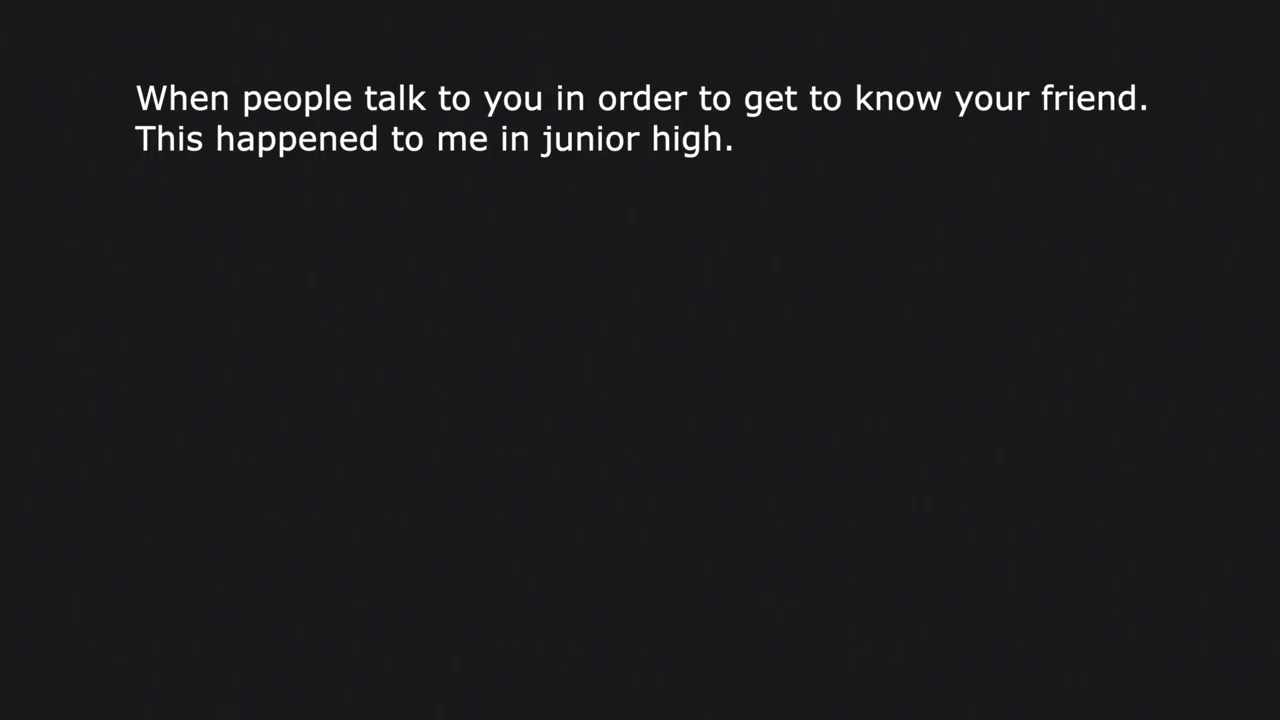 When people talk to you in order to get to know your friend.
This happened to me in junior high.